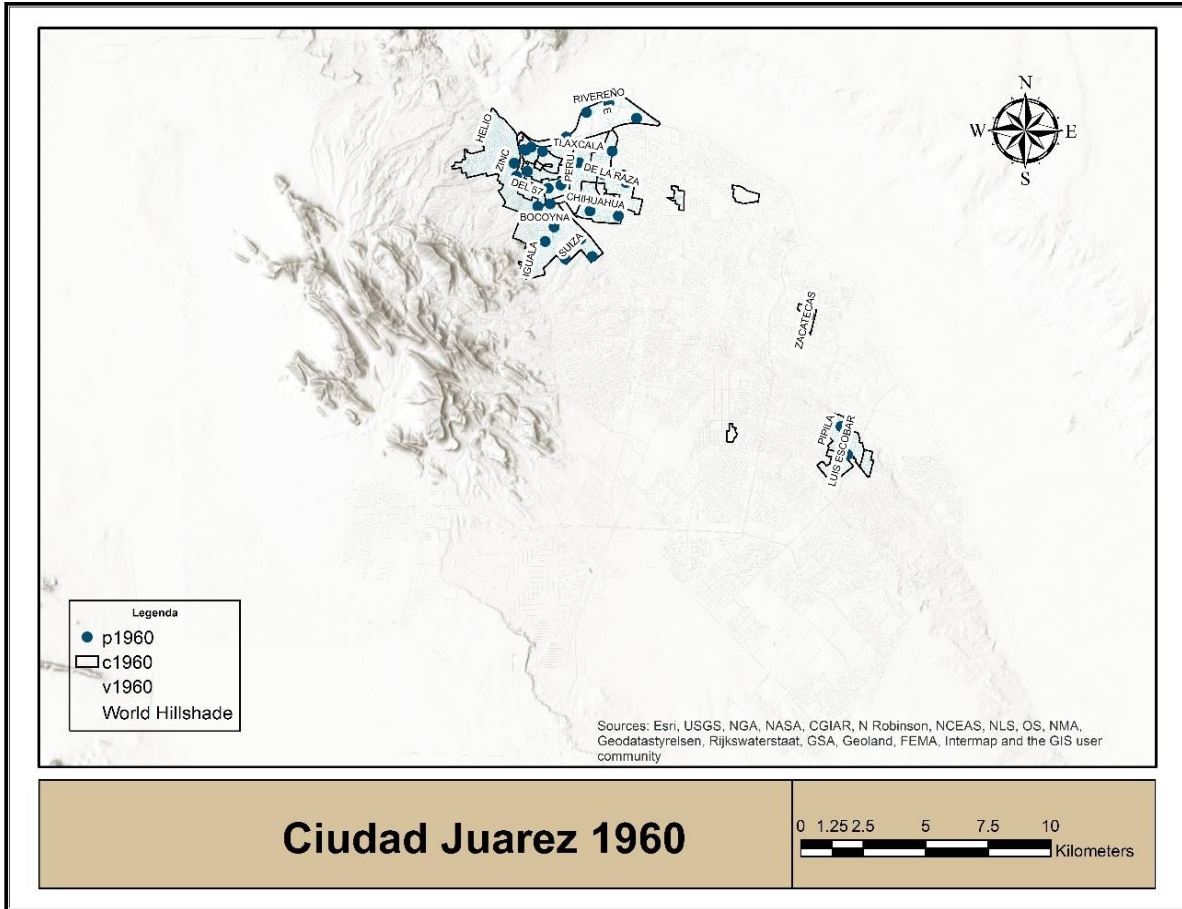 N
W E
S
RIVEREÑO
E
HELIO
TLAXCALA
ZINC
PERU
DE LA RAZA
DEL 57
CHIHUAHUA
BOCOYNA
SUIZA
IGUALA
ZACATECAS
PIPILA
LUIS ESCOBAR
Legenda
p1960
c1960
v1960
World Hillshade
Sources: Esri, USGS, NGA, NASA, CGIAR, N Robinson, NCEAS, NLS, OS, NMA,
Geodatastyrelsen, Rijkswaterstaat, GSA, Geoland, FEMA, Intermap and the GIS user
community
Ciudad Juarez 1960
0 1.25 2.5 5 7.5 10
Kilometers